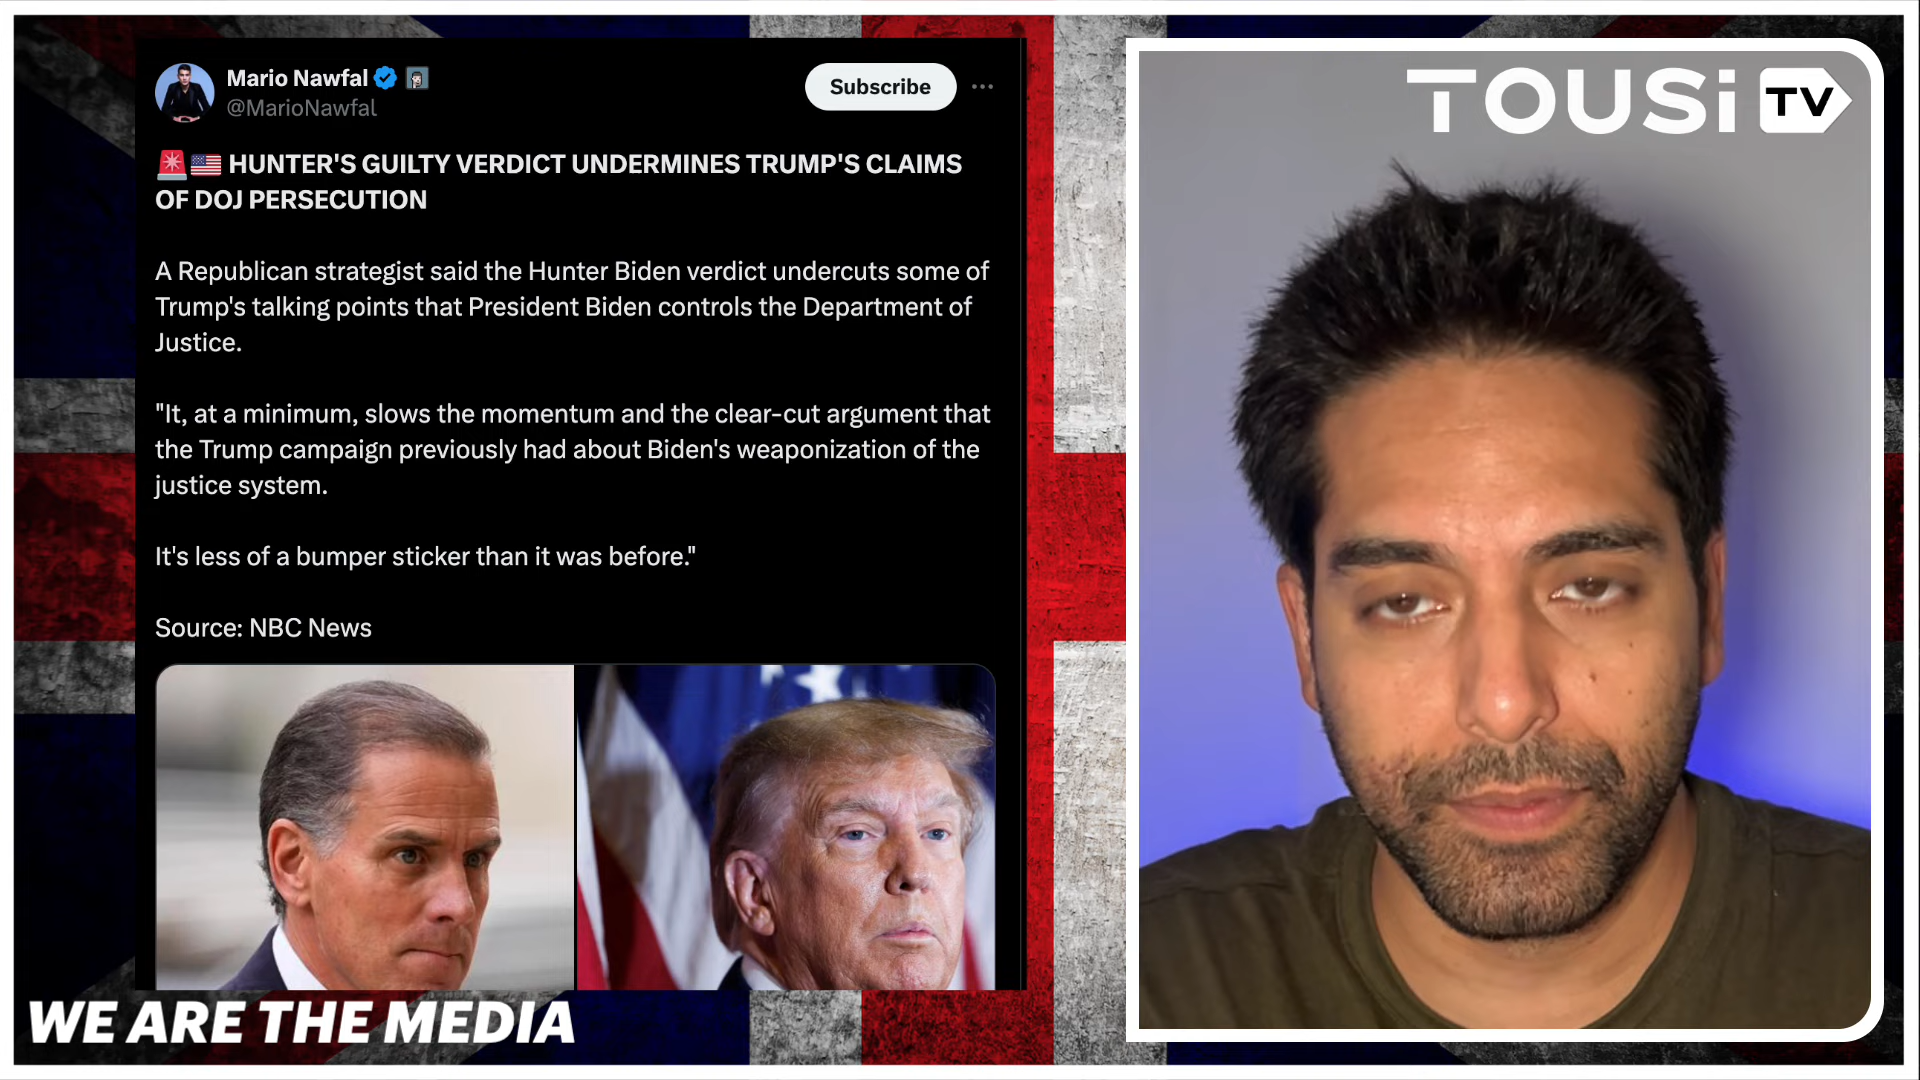 Mario Nawfal
@MarioNawfal
Subscribe
HUNTER'S GUILTY VERDICT UNDERMINES TRUMP'S CLAIMS
OF DOJ PERSECUTION
A Republican strategist said the Hunter Biden verdict undercuts some of
Trump's talking points that President Biden controls the Department of
Justice.
"It, at a minimum, slows the momentum and the clear-cut argument that
the Trump campaign previously had about Biden's weaponization of the
justice system.
It's less of a bumper sticker than it was before."
Source: NBC News
WE ARE THE MEDIA
TOUSi TV